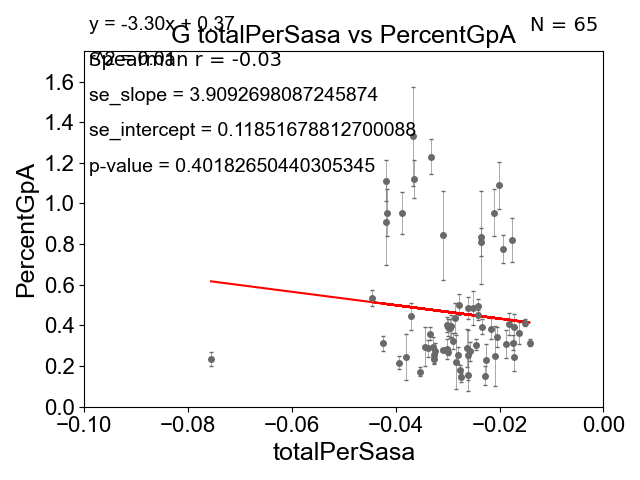 y = -3.30x + 0.37
N = 65
G totalPerSasa vs PercentGpA
Spearman r = -0.03
se_slope = 3.9092698087245874
se_intercept = 0.11851678812700088
p-value = 0.40182650440305345
PercentGpA
1.6
1.4
1.2
1.0
0.8
0.6
0.4
0.2
0.0
−0.10
−0.08
−0.06
−0.04
−0.02
0.00
totalPerSasa